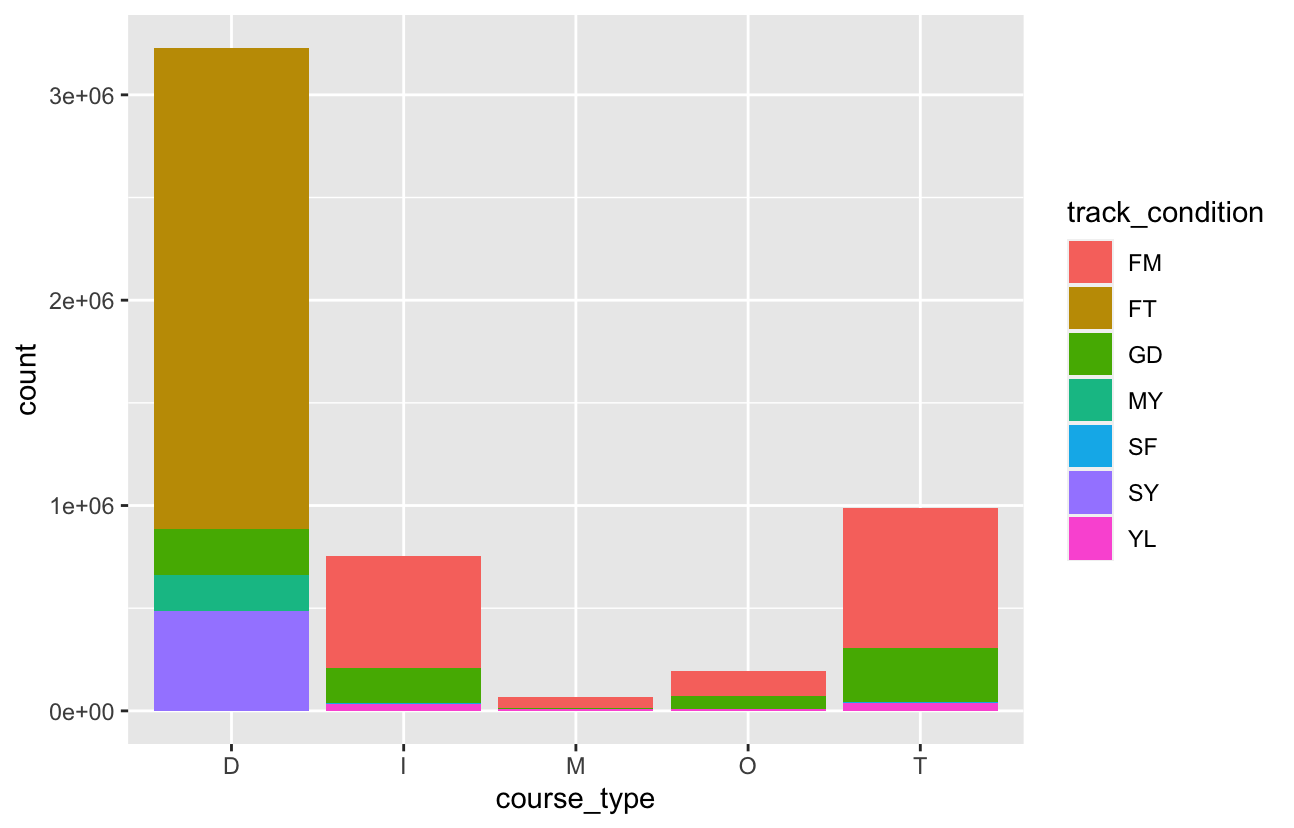 3e+06
2e+06
1e+06
0e+00
count
D I M O T
course_type
track_condition
FM
FT
GD
MY
SF
SY
YL